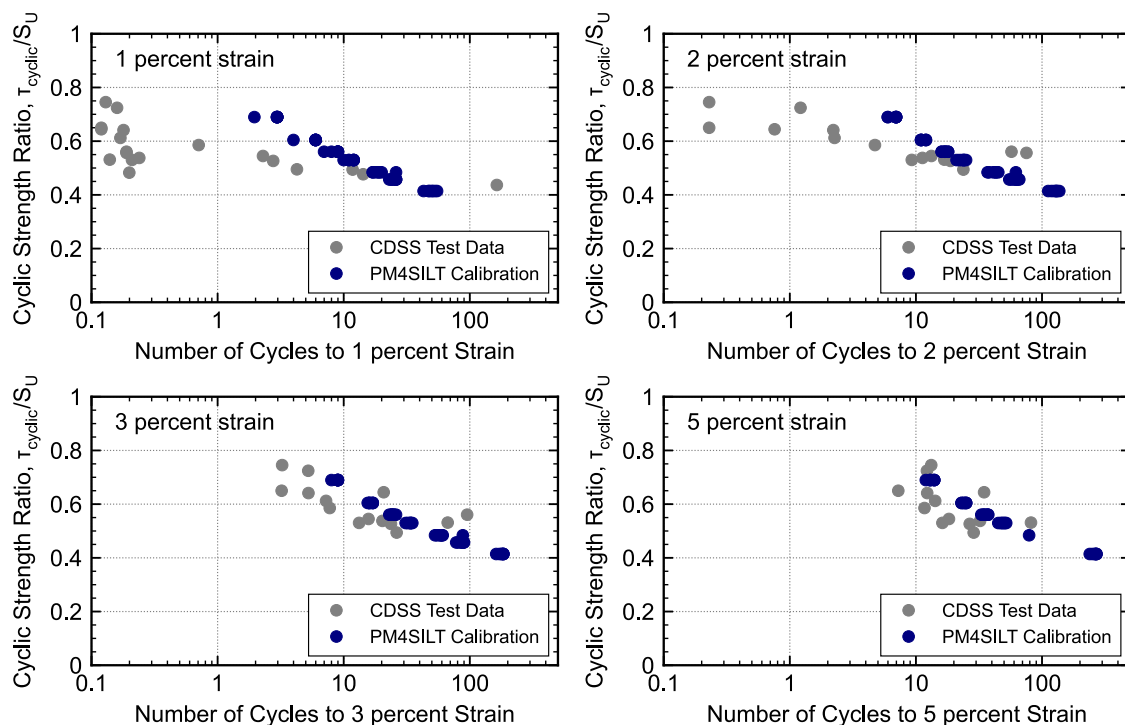 Cyclic Strength Ratio, τcyclic/SU
1
0.8
0.6
0.4
0.2
0
1 percent strain
CDSS Test Data
PM4SILT Calibration
0.1 1 10 100
Number of Cycles to 1 percent Strain
Cyclic Strength Ratio, τcyclic/SU
1
0.8
0.6
0.4
0.2
0
2 percent strain
CDSS Test Data
PM4SILT Calibration
0.1 1 10 100
Number of Cycles to 2 percent Strain
Cyclic Strength Ratio, τcyclic/SU
1
0.8
0.6
0.4
0.2
0
3 percent strain
CDSS Test Data
PM4SILT Calibration
0.1 1 10 100
Number of Cycles to 3 percent Strain
Cyclic Strength Ratio, τcyclic/SU
1
0.8
0.6
0.4
0.2
0
5 percent strain
CDSS Test Data
PM4SILT Calibration
0.1 1 10 100
Number of Cycles to 5 percent Strain